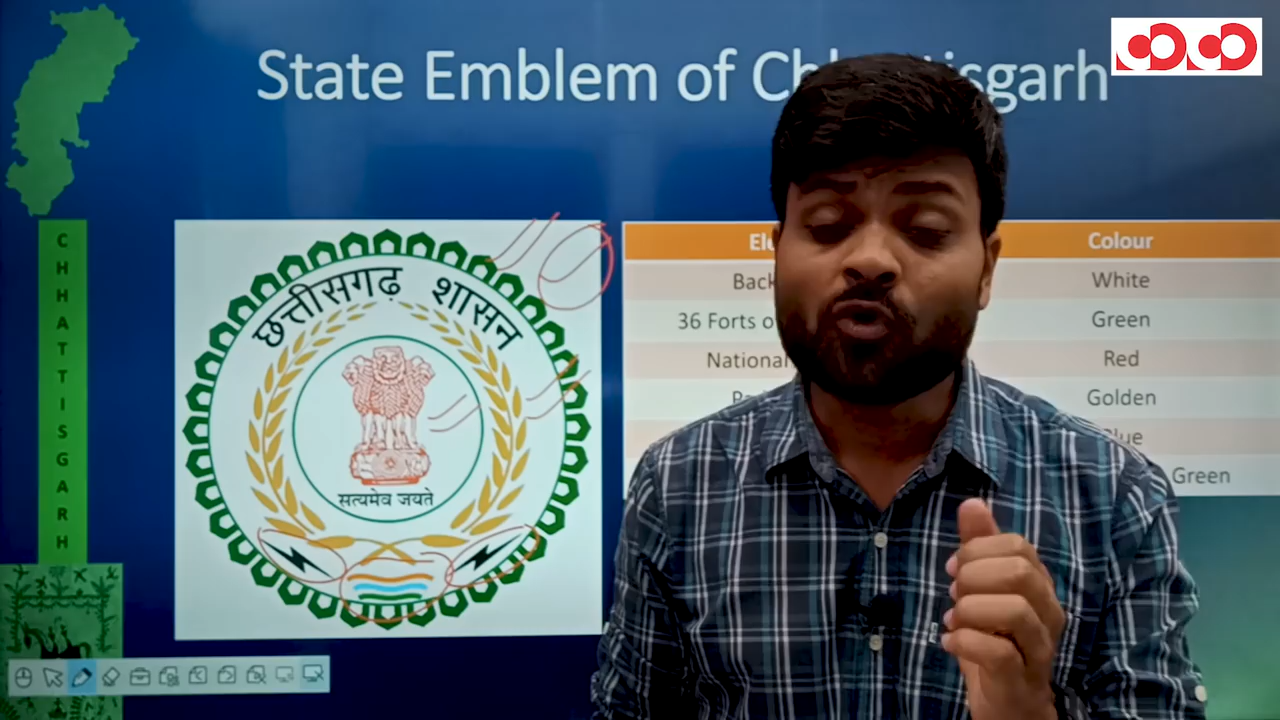 State Emblem of Ch tisgarh
CHHATTISGARH
छत्तीसगढ़ शासन
सत्यमेव जयते
Colour
White
36 Forts
Green
National
Red
Golden
Green